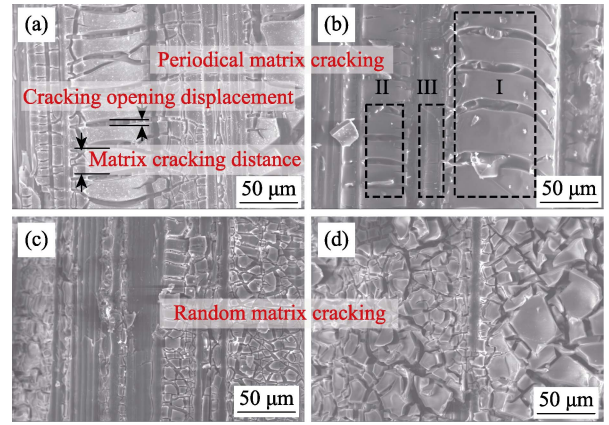 (a)
(b)
Periodical matrix cracking
Cracking opening displacement
II
III
I
Matrix cracking distance
50 μm
50 μm
(c)
(d)
Random matrix cracking
50 μm
50 μm